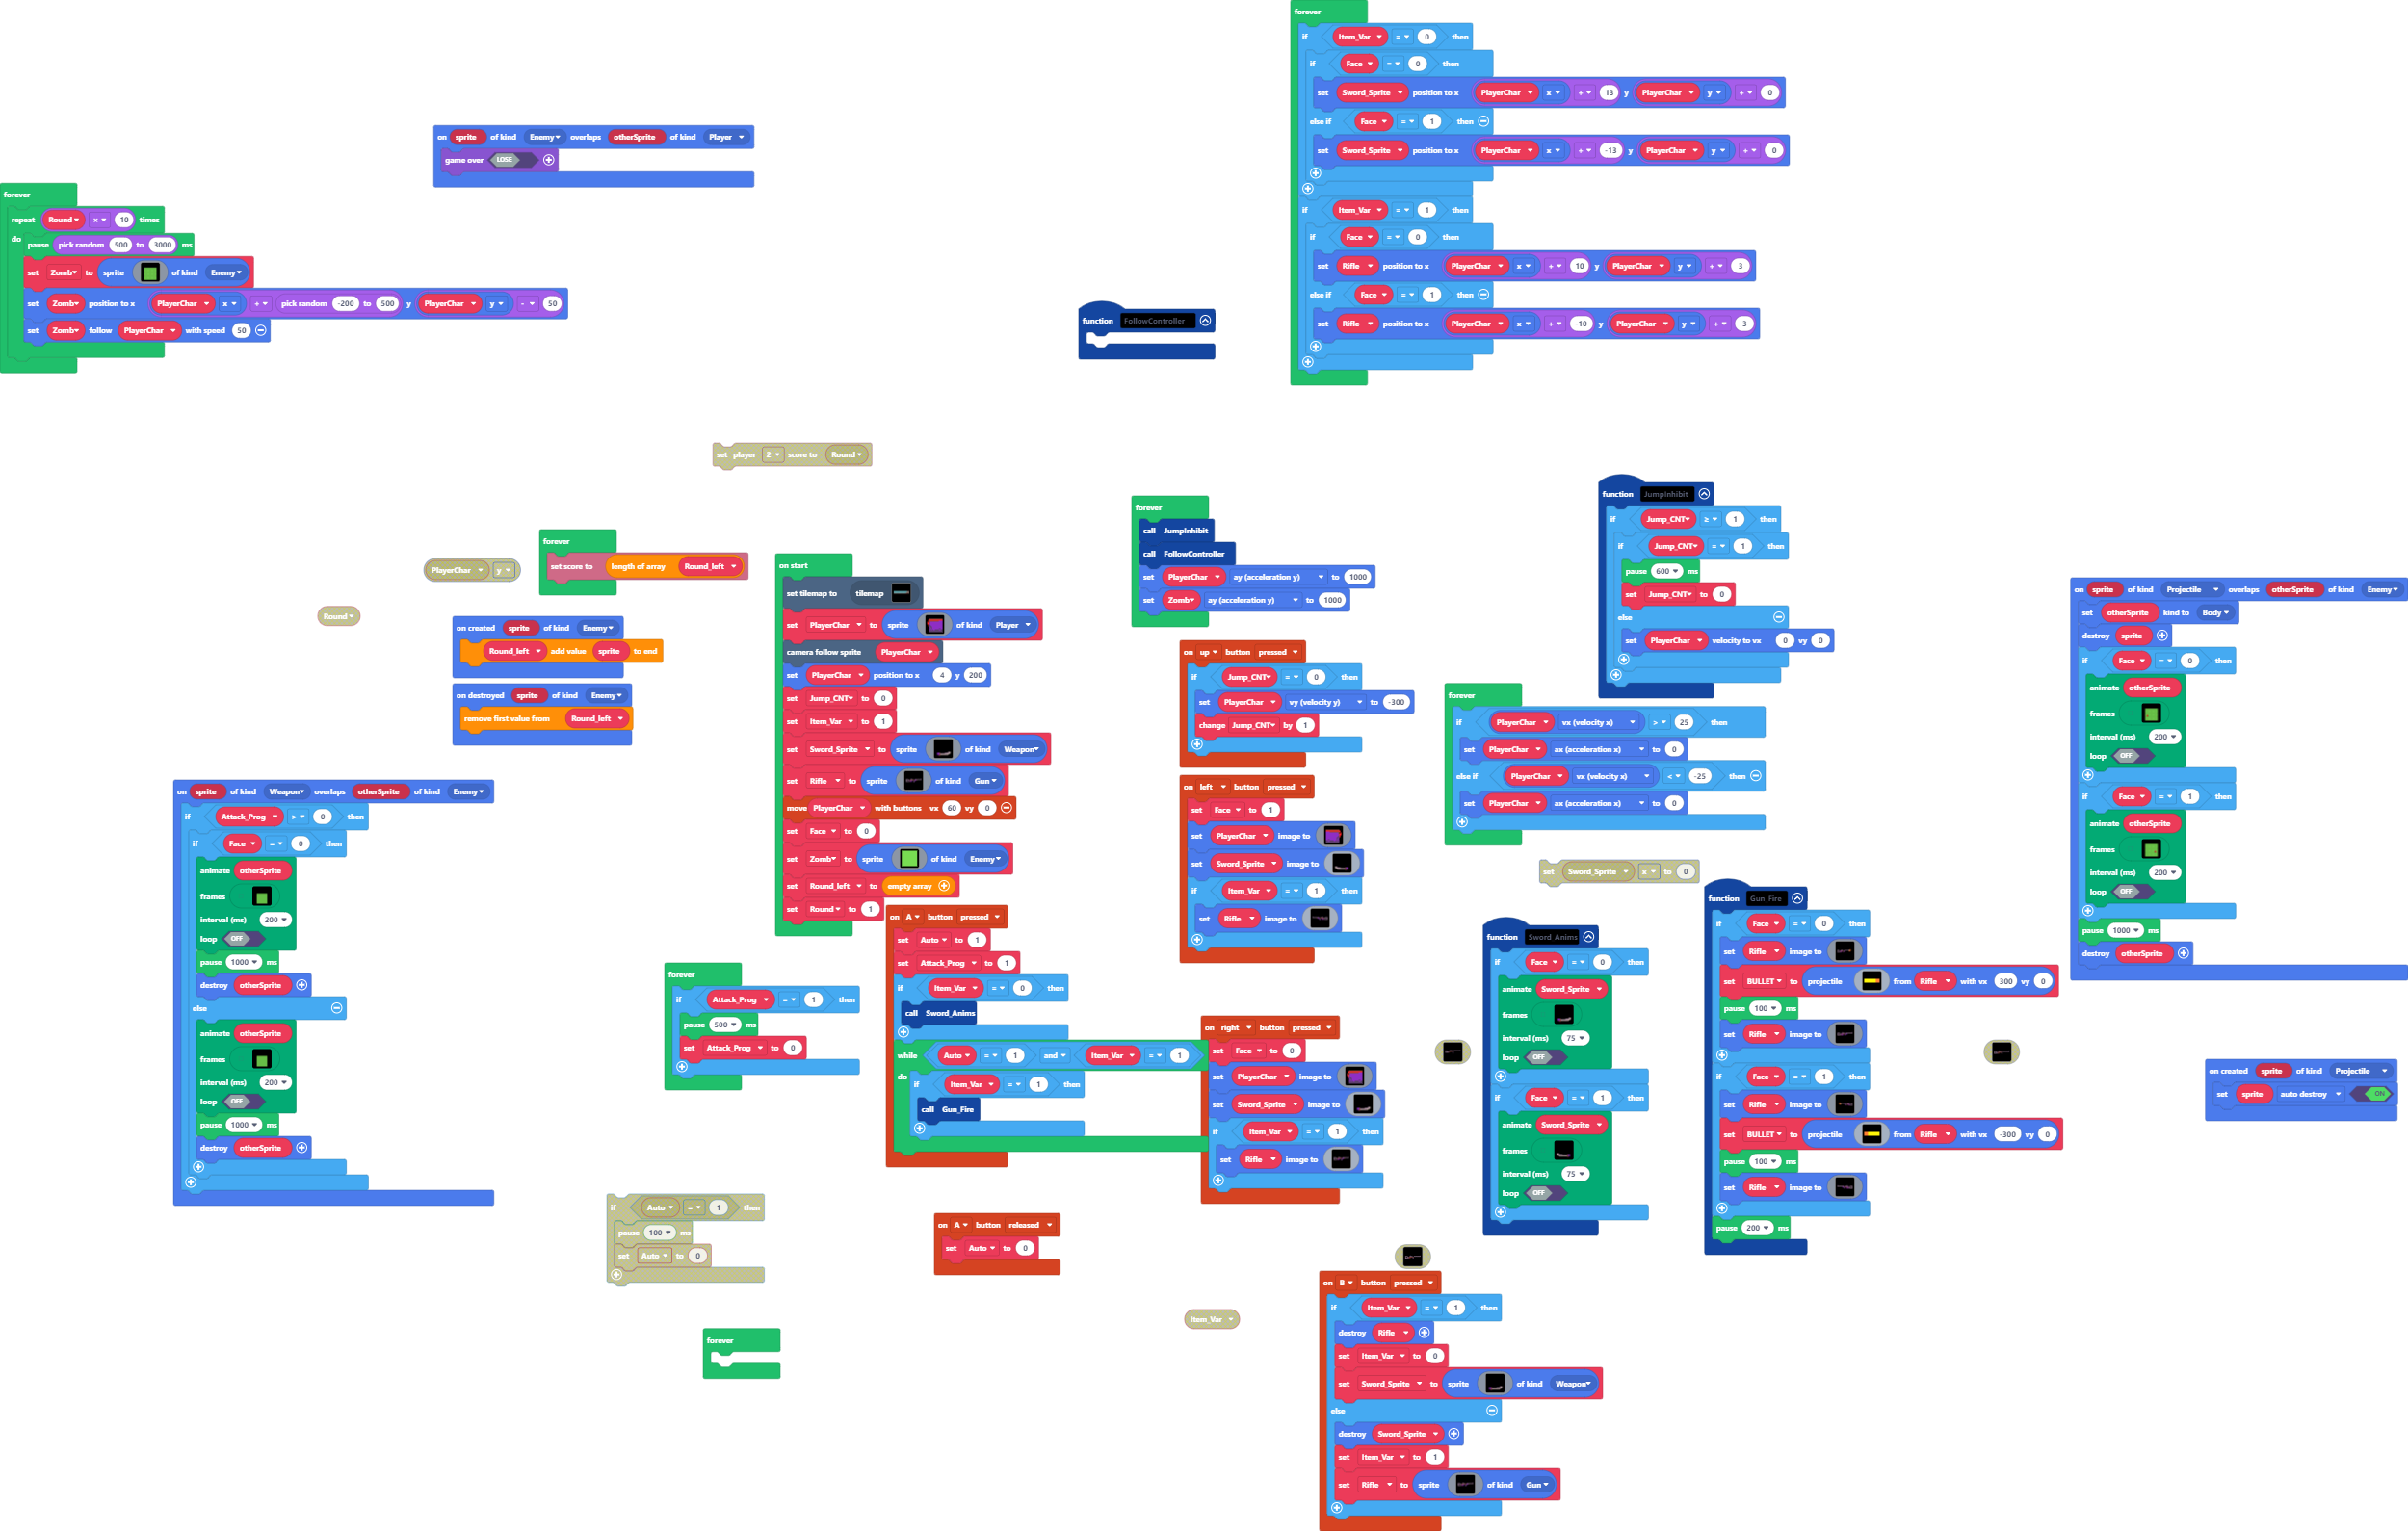 forever
if Item_Var = 0 then
if Face = 0 then
set Sword_Sprite position to x PlayerChar x + 13 y PlayerChar y + 0
else if Face = 1 then
set Sword_Sprite position to x PlayerChar x + -13 y PlayerChar y + 0
if Item_Var = 1 then
if Face = 0 then
set Rifle position to x PlayerChar x + 10 y PlayerChar y + 3
else if Face = 1 then
set Rifle position to x PlayerChar x + -10 y PlayerChar y + 3
on sprite of kind Enemy overlaps otherSprite of kind Player
game over LOSE
forever
repeat Round x 10 times
do pause pick random 500 to 3000 ms
set Zomb to sprite of kind Enemy
set Zomb position to x PlayerChar x + pick random -200 to 500 y PlayerChar y - 50
set Zomb follow PlayerChar with speed 50
function FollowController
set player 2 score to Round
forever
set score to length of array Round_left
PlayerChar y
Round
on created sprite of kind Enemy
Round_left add value sprite to end
on destroyed sprite of kind Enemy
remove first value from Round_left
on start
set tilemap to tilemap
set PlayerChar to sprite of kind Player
camera follow sprite PlayerChar
set PlayerChar position to x 4 y 200
set Jump_CNT to 0
set Item_Var to 1
set Sword_Sprite to sprite of kind Weapon
set Rifle to sprite of kind Gun
move PlayerChar with buttons vx 60 vy 0
set Face to 0
set Zomb to sprite of kind Enemy
set Round_left to empty array
set Round to 1
forever
call JumpInhibit
call FollowController
set PlayerChar ay (acceleration y) to 1000
set Zomb ay (acceleration y) to 1000
on up button pressed
if Jump_CNT = 0 then
set PlayerChar vy (velocity y) to -300
change Jump_CNT by 1
on left button pressed
set Face to 1
set PlayerChar image to
set Sword_Sprite image to
if Item_Var = 1 then
set Rifle image to
function JumpInhibit
if Jump_CNT ≥ 1 then
if Jump_CNT = 1 then
pause 600 ms
set Jump_CNT to 0
else
set PlayerChar velocity to vx 0 vy 0
forever
if PlayerChar vx (velocity x) > 25 then
set PlayerChar ax (acceleration x) to 0
else if PlayerChar vx (velocity x) < -25 then
set PlayerChar ax (acceleration x) to 0
set Sword_Sprite x to 0
on sprite of kind Projectile overlaps otherSprite of kind Enemy
set otherSprite kind to Body
destroy sprite
if Face = 0 then
animate otherSprite
frames
interval (ms) 200
loop OFF
if Face = 1 then
animate otherSprite
frames
interval (ms) 200
loop OFF
pause 1000 ms
destroy otherSprite
on sprite of kind Weapon overlaps otherSprite of kind Enemy
if Attack_Prog > 0 then
if Face = 0 then
animate otherSprite
frames
interval (ms) 200
loop OFF
pause 1000 ms
destroy otherSprite
else
animate otherSprite
frames
interval (ms) 200
loop OFF
pause 1000 ms
destroy otherSprite
forever
if Attack_Prog = 1 then
pause 500 ms
set Attack_Prog to 0
on A button pressed
set Auto to 1
set Attack_Prog to 1
if Item_Var = 0 then
call Sword_Anims
while Auto = 1 and Item_Var = 1
do if Item_Var = 1 then
call Gun_Fire
on right button pressed
set Face to 0
set PlayerChar image to
set Sword_Sprite image to
if Item_Var = 1 then
set Rifle image to
function Sword_Anims
if Face = 0 then
animate Sword_Sprite
frames
interval (ms) 75
loop OFF
if Face = 1 then
animate Sword_Sprite
frames
interval (ms) 75
loop OFF
function Gun_Fire
if Face = 0 then
set Rifle image to
set BULLET to projectile from Rifle with vx 300 vy 0
pause 100 ms
set Rifle image to
if Face = 1 then
set Rifle image to
set BULLET to projectile from Rifle with vx -300 vy 0
pause 100 ms
set Rifle image to
pause 200 ms
on created sprite of kind Projectile
set sprite auto destroy ON
if Auto = 1 then
pause 100 ms
set Auto to 0
on A button released
set Auto to 0
forever
Item_Var
on B button pressed
if Item_Var = 1 then
destroy Rifle
set Item_Var to 0
set Sword_Sprite to sprite of kind Weapon
else
destroy Sword_Sprite
set Item_Var to 1
set Rifle to sprite of kind Gun